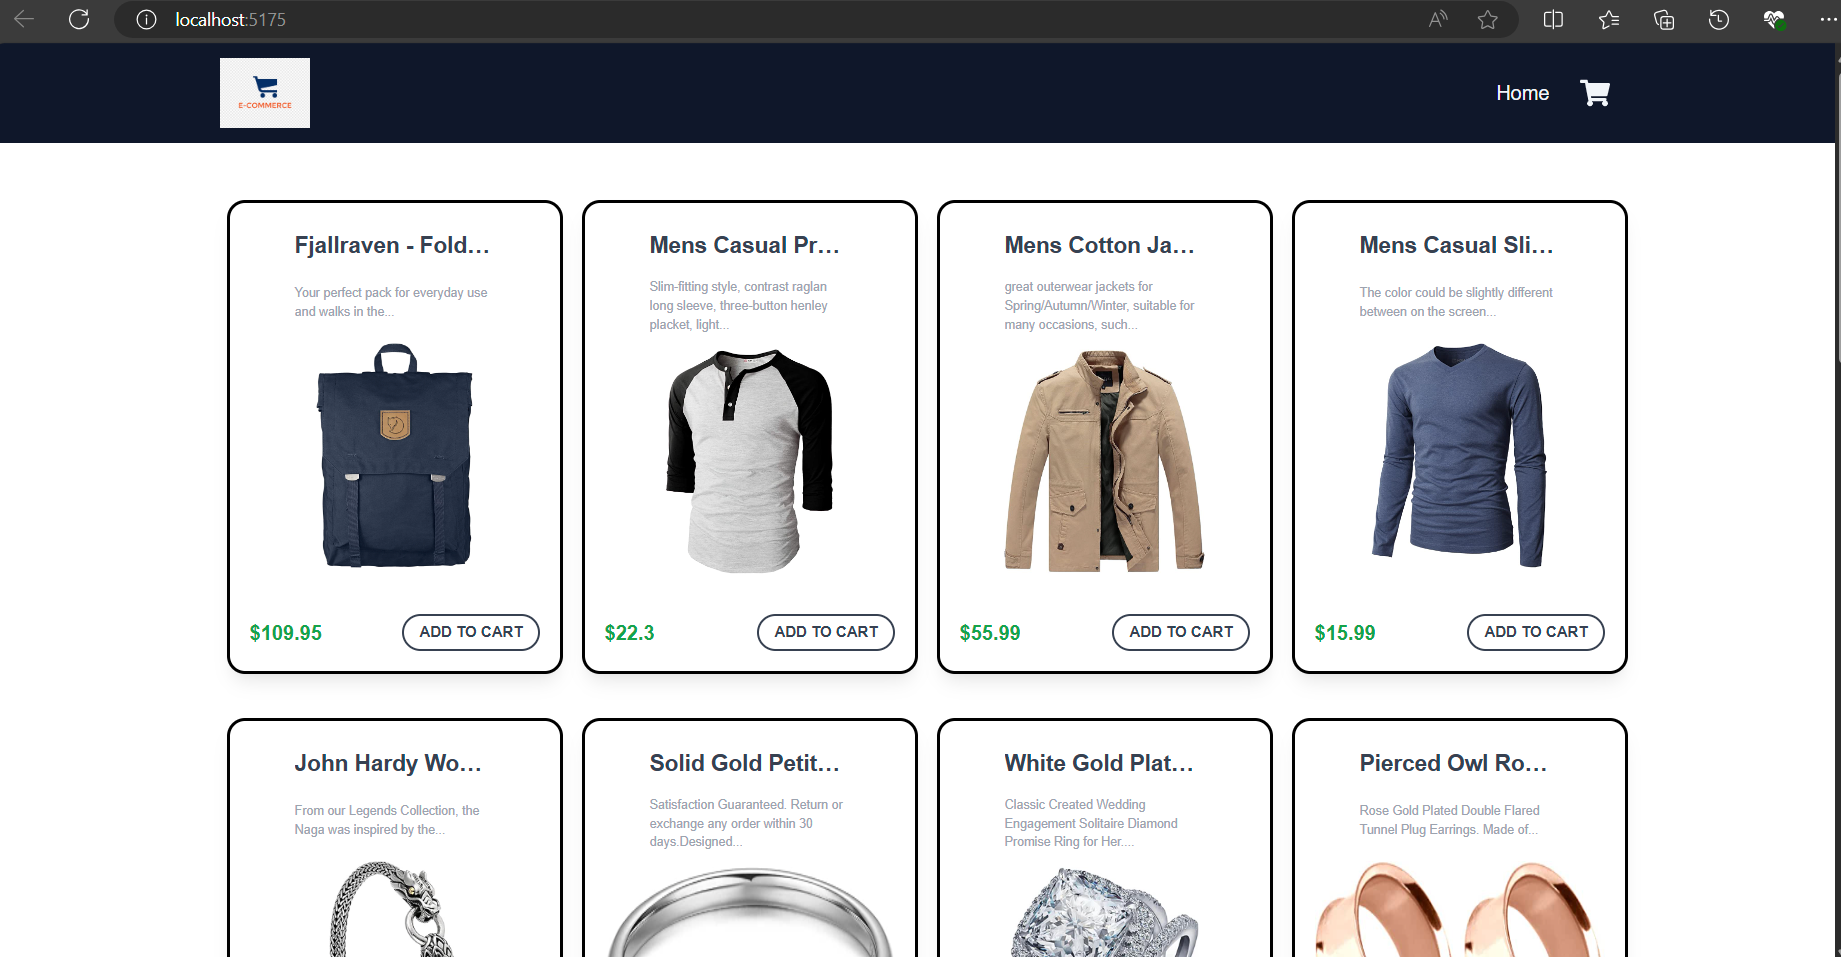 localhost:5175
E-COMMERCE
Home
Fjallraven - Fold...
Your perfect pack for everyday use
and walks in the...
$109.95
ADD TO CART
Mens Casual Pr...
Slim-fitting style, contrast raglan
long sleeve, three-button henley
placket, light...
$22.3
ADD TO CART
Mens Cotton Ja...
great outerwear jackets for
Spring/Autumn/Winter, suitable for
many occasions, such...
$55.99
ADD TO CART
Mens Casual Sli...
The color could be slightly different
between on the screen...
$15.99
ADD TO CART
John Hardy Wo...
From our Legends Collection, the
Naga was inspired by the...
Solid Gold Petit...
Satisfaction Guaranteed. Return or
exchange any order within 30
days.Designed...
White Gold Plat...
Classic Created Wedding
Engagement Solitaire Diamond
Promise Ring for Her....
Pierced Owl Ro...
Rose Gold Plated Double Flared
Tunnel Plug Earrings. Made of...